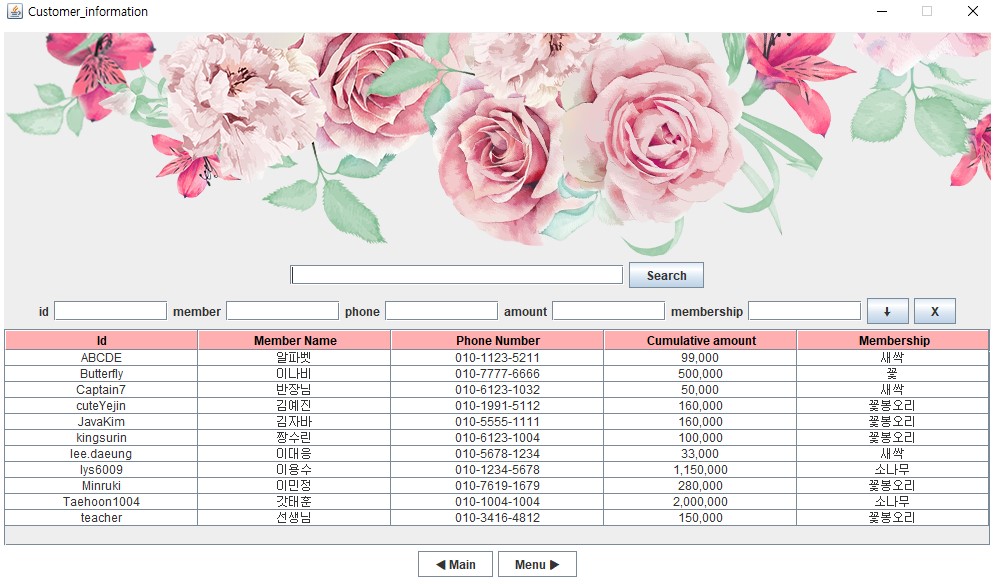 Customer_information
Search
id member phone amount membership ↓ X
Id Member Name Phone Number Cumulative amount Membership
ABCDE 알파벳 010-1123-5211 99,000 새싹
Butterfly 이나비 010-7777-6666 500,000 꽃
Captain7 반장님 010-6123-1032 50,000 새싹
cuteYejin 김예진 010-1991-5112 160,000 꽃봉오리
JavaKim 김자바 010-5555-1111 160,000 꽃봉오리
kingsurin 짱수린 010-6123-1004 100,000 꽃봉오리
lee.daeung 이대웅 010-5678-1234 33,000 새싹
lys6009 이용수 010-1234-5678 1,150,000 소나무
Minruki 이민정 010-7619-1679 280,000 꽃봉오리
Taehoon1004 갓태훈 010-1004-1004 2,000,000 소나무
teacher 선생님 010-3416-4812 150,000 꽃봉오리
◀ Main Menu ▶